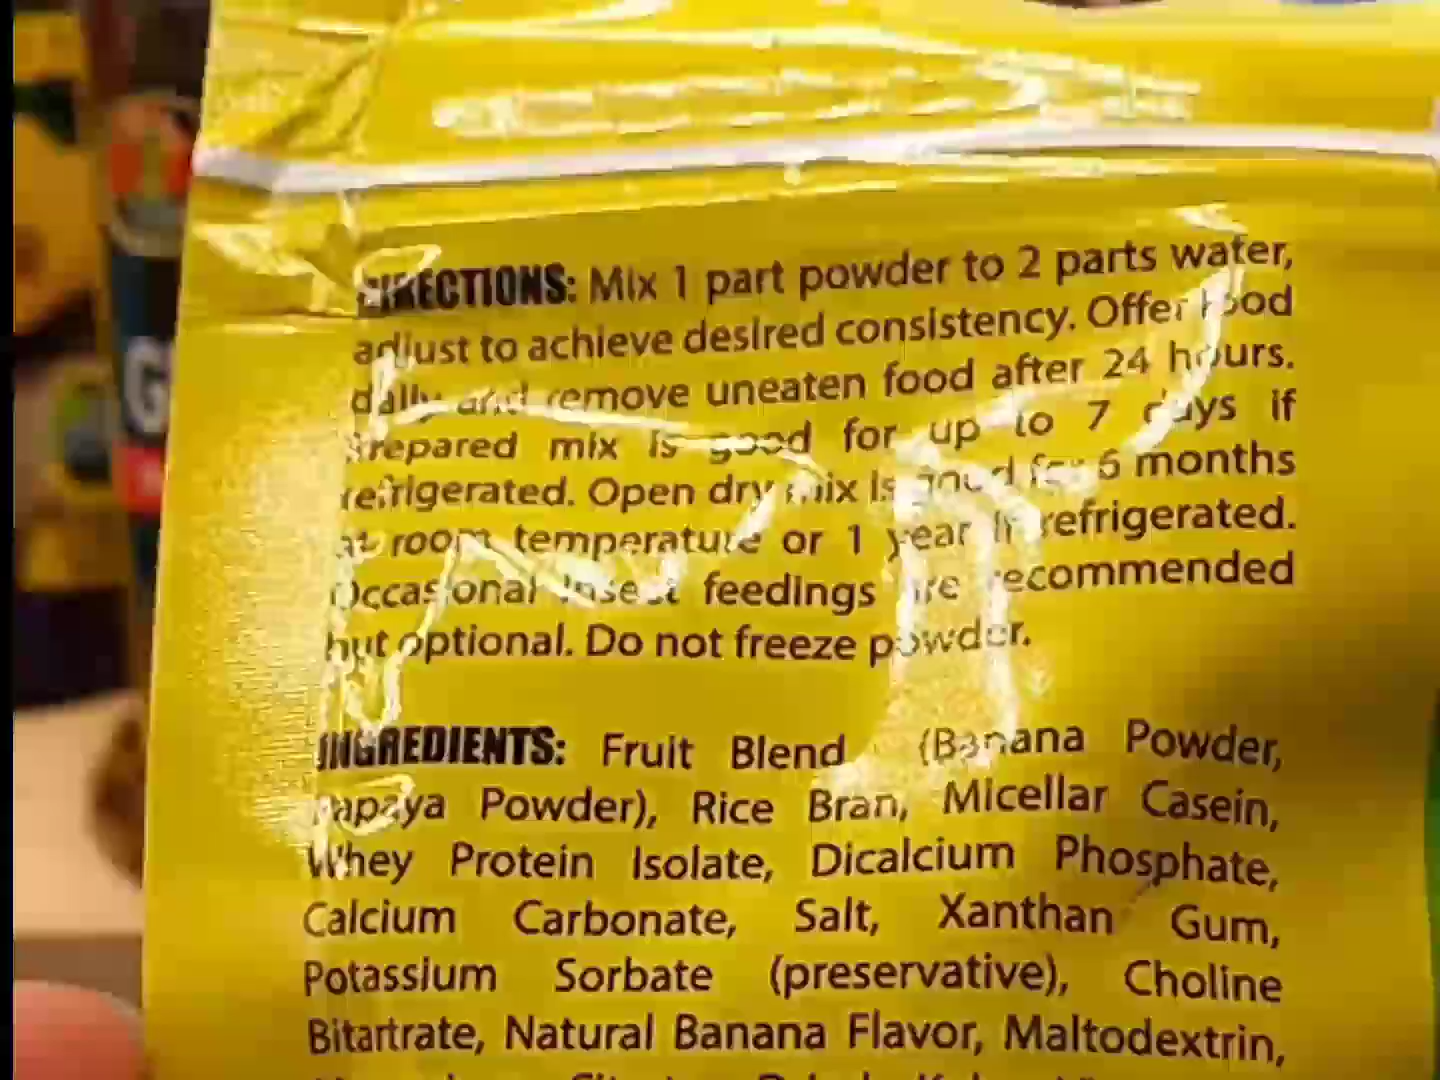 DIRECTIONS: Mix 1 part powder to 2 parts water,
adjust to achieve desired consistency. Offer food
daily and remove uneaten food after 24 hours.
Prepared mix is good for up to 7 days if
refrigerated. Open dry mix is good for 6 months
at room temperature or 1 year if refrigerated.
Occasional insect feedings are recommended
but optional. Do not freeze powder.
INGREDIENTS: Fruit Blend (Banana Powder,
Papaya Powder), Rice Bran, Micellar Casein,
Whey Protein Isolate, Dicalcium Phosphate,
Calcium Carbonate, Salt, Xanthan Gum,
Potassium Sorbate (preservative), Choline
Bitartrate, Natural Banana Flavor, Maltodextrin,